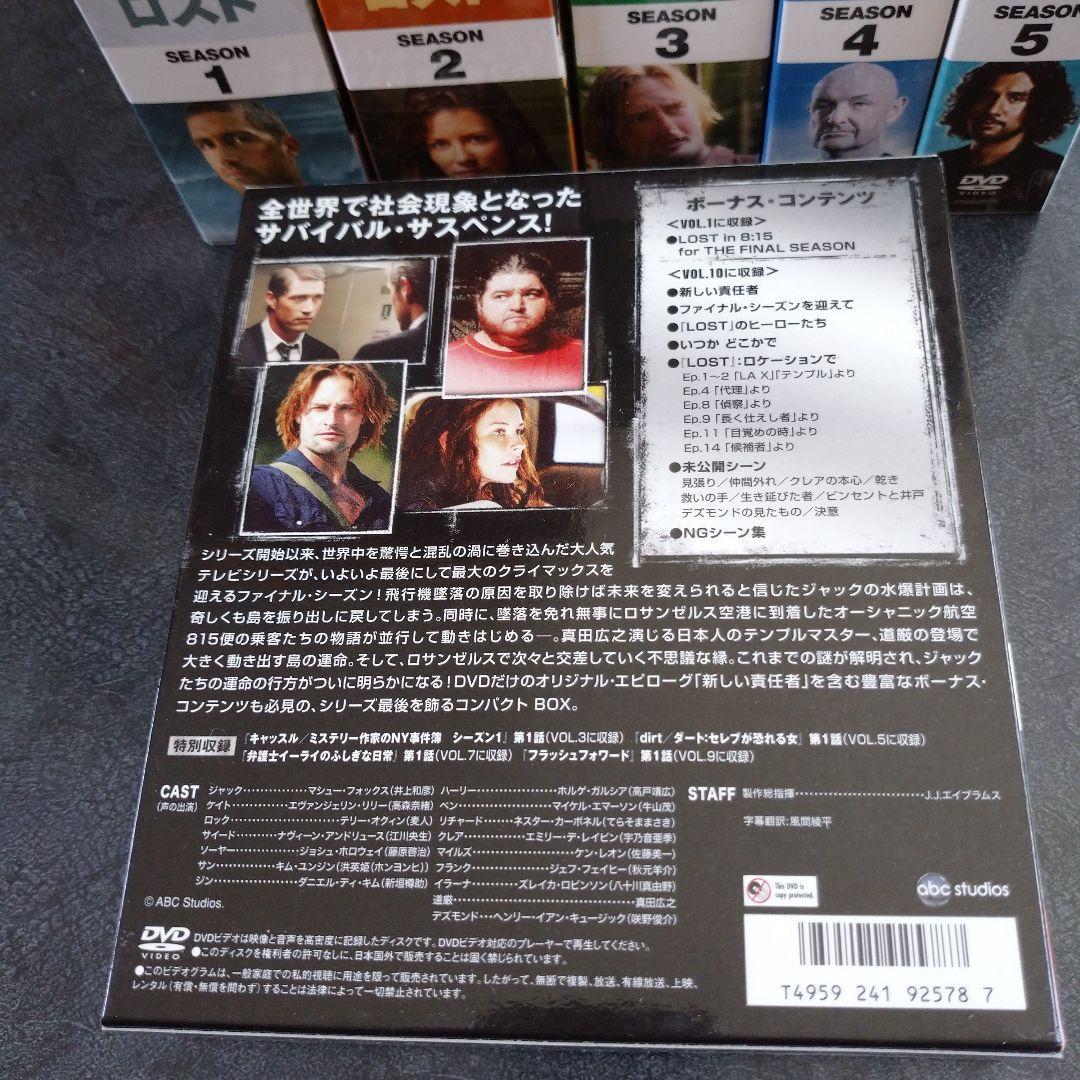 ロスト
SEASON
1
ロスト
SEASON
2
SEASON
3
SEASON
4
SEASON
5
DVD
VIDEO
全世界で社会現象となった
サバイバル・サスペンス!
ボーナス・コンテンツ
<VOL.1に収録>
●LOST in 8:15
for THE FINAL SEASON
<VOL.10に収録>
●新しい責任者
●ファイナル・シーズンを迎えて
●『LOST』のヒーローたち
●いつか どこかで
●『LOST』:ロケーションで
Ep.1~2「LA X」「テンプル」より
Ep.4「代理」より
Ep.8「偵察」より
Ep.9「長く仕えし者」より
Ep.11「目覚めの時」より
Ep.14「候補者」より
●未公開シーン
見張り/仲間外れ/クレアの本心/乾き
救いの手/生き延びた者/ビンセントと井戸
デズモンドの見たもの/決意
●NGシーン集
シリーズ開始以来、世界中を驚愕と混乱の渦に巻き込んだ大人気
テレビシリーズが、いよいよ最後にして最大のクライマックスを
迎えるファイナル・シーズン!飛行機墜落の原因を取り除けば未来を変えられると信じたジャックの水爆計画は、
奇しくも島を振り出しに戻してしまう。同時に、墜落を免れ無事にロサンゼルス空港に到着したオーシャニック航空
815便の乗客たちの物語が並行して動きはじめる―。真田広之演じる日本人のテンプルマスター、道厳の登場で
大きく動き出す島の運命。そして、ロサンゼルスで次々と交差していく不思議な縁。これまでの謎が解明され、ジャック
たちの運命の行方がついに明らかになる!DVDだけのオリジナル・エピローグ「新しい責任者」を含む豊富なボーナス・
コンテンツも必見の、シリーズ最後を飾るコンパクト BOX。
特別収録 『キャッスル/ミステリー作家のNY事件簿 シーズン1』第1話(VOL.3に収録)『dirt/ダート:セレブが恐れる女』第1話(VOL.5に収録)
『弁護士イーライのふしぎな日常』第1話(VOL.7に収録)『フラッシュフォワード』第1話(VOL.9に収録)
CAST
(声の出演)
ジャック……………マシュー・フォックス(井上和彦)
ケイト…………エヴァンジェリン・リリー(高森奈緒)
ロック………………テリー・オクィン(麦人)
サイード………ナヴィーン・アンドリュース(江川央生)
ソーヤー…………ジョシュ・ホロウェイ(藤原啓治)
サン…………キム・ユンジン(洪英姫(ホンヨンヒ))
ジン……………ダニエル・デイ・キム(新垣樽助)
ハーリー……………ホルゲ・ガルシア(高戸靖広)
ベン………………マイケル・エマーソン(牛山茂)
リチャード……ネスター・カーボネル(てらそままさき)
クレア…………エミリー・デ・レイビン(宇乃音亜季)
マイルズ………………ケン・レオン(佐藤美一)
フランク……………ジェフ・フェイヒー(秋元羊介)
イラーナ………ズレイカ・ロビンソン(八十川真由野)
道厳……………………………真田広之
デズモンド…ヘンリー・イアン・キュージック(咲野俊介)
STAFF
製作総指揮……………………J.J.エイブラムス
字幕翻訳:風間綾平
© ABC Studios.
This DVD is
copy protected.
abc studios
DVD
VIDEO
DVDビデオは映像と音声を高密度に記録したディスクです。DVDビデオ対応のプレーヤーで再生してください。
●このディスクを権利者の許可なしに、日本国外で販売することは固く禁じられています。
●このビデオグラムは、一般家庭での私的視聴に用途を限って販売されています。したがって、無断で複製、放送、有線放送、上映、
レンタル(有償・無償を問わず)することは法律によって一切禁止されています。
T4959 241 92578 7